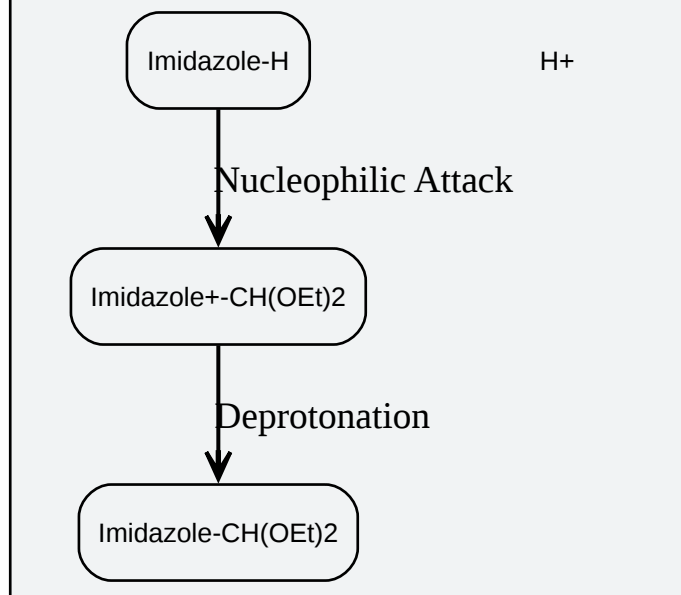 Imidazole-H
H+
Nucleophilic Attack
Imidazole+-CH(OEt)2
Deprotonation
Imidazole-CH(OEt)2